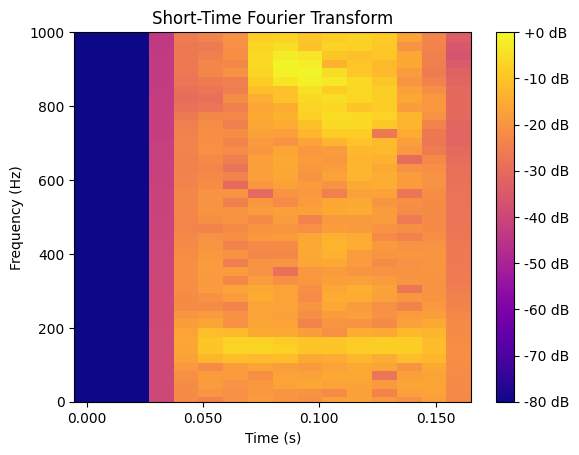 Short-Time Fourier Transform
1000
800
600
400
200
0
Frequency (Hz)
0.000
0.050
0.100
0.150
Time (s)
+0 dB
-10 dB
-20 dB
-30 dB
-40 dB
-50 dB
-60 dB
-70 dB
-80 dB